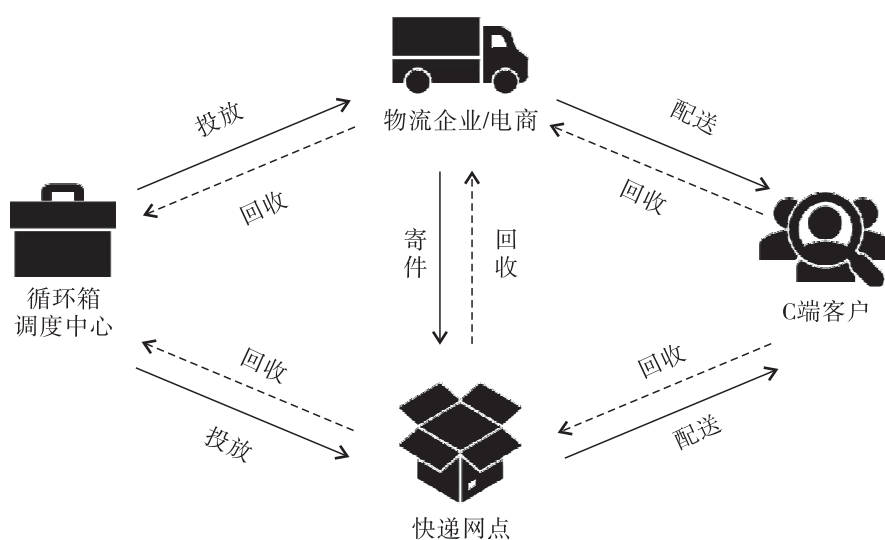 投放
物流企业/电商
配送
回收
回收
寄件
回收
循环箱
调度中心
C端客户
回收
回收
投放
配送
快递网点